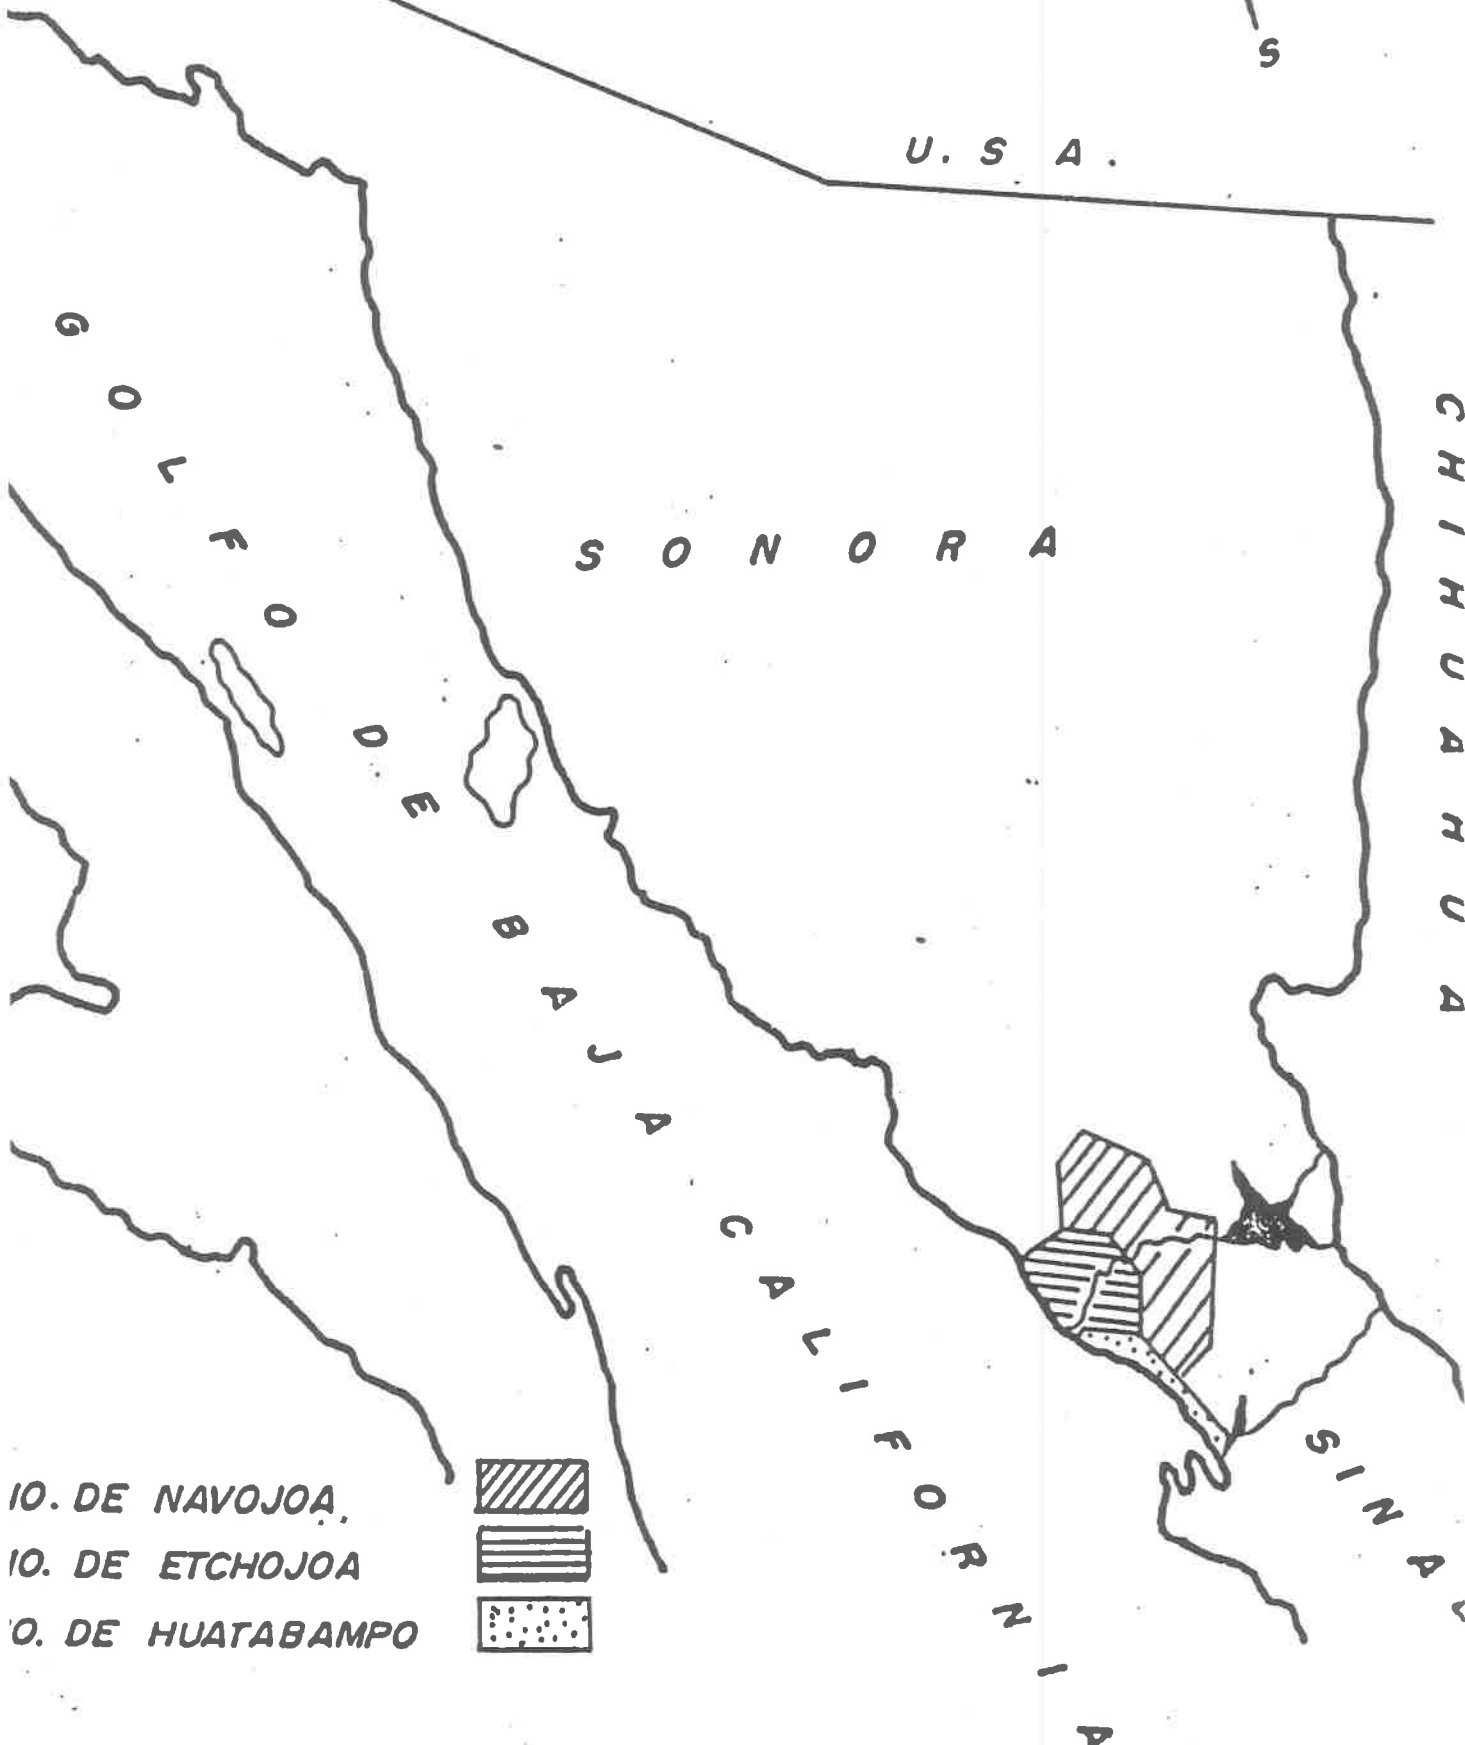 S
U. S A.
GOLFO DE BAJA CALIFORNIA
SONORA
CHIHUAHUA
SINA
IO. DE NAVOJOA.
IO. DE ETCHOJOA
O. DE HUATABAMPO